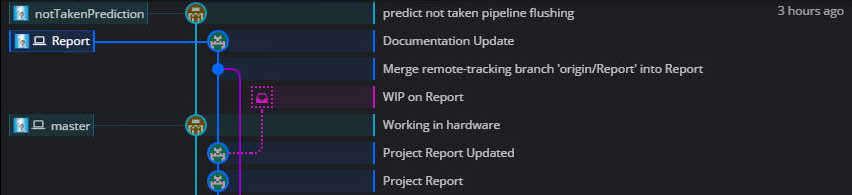 notTakenPrediction predict not taken pipeline flushing 3 hours ago
Report Documentation Update
Merge remote-tracking branch 'origin/Report' into Report
WIP on Report
master Working in hardware
Project Report Updated
Project Report